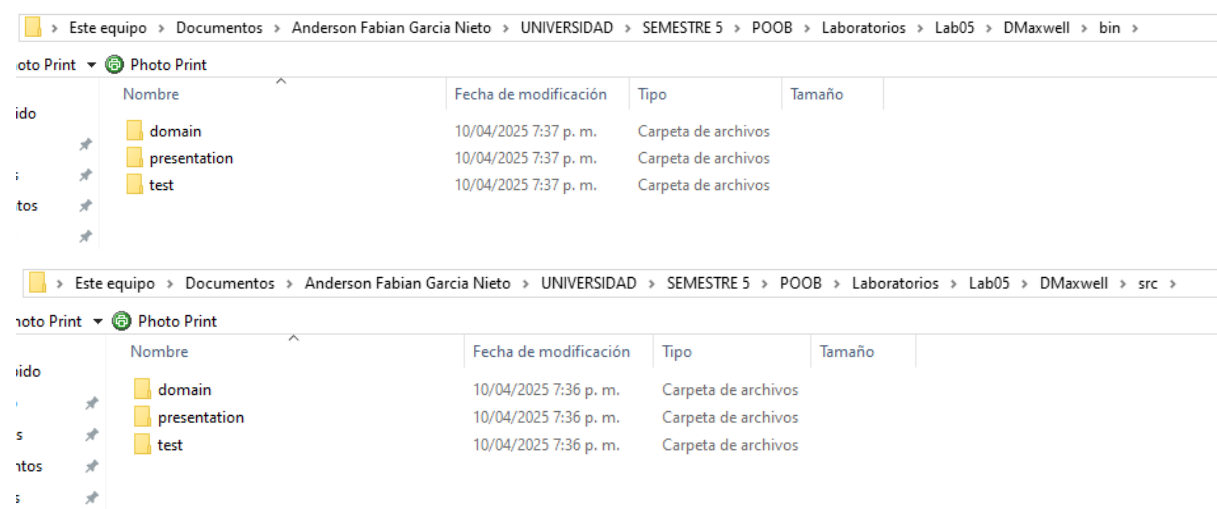 Este equipo > Documentos > Anderson Fabian Garcia Nieto > UNIVERSIDAD > SEMESTRE 5 > POOB > Laboratorios > Lab05 > DMaxwell > bin >
oto Print Photo Print
Nombre Fecha de modificación Tipo Tamaño
ido
domain 10/04/2025 7:37 p. m. Carpeta de archivos
presentation 10/04/2025 7:37 p. m. Carpeta de archivos
s test 10/04/2025 7:37 p. m. Carpeta de archivos
tos
Este equipo > Documentos > Anderson Fabian Garcia Nieto > UNIVERSIDAD > SEMESTRE 5 > POOB > Laboratorios > Lab05 > DMaxwell > src >
oto Print Photo Print
Nombre Fecha de modificación Tipo Tamaño
ido
domain 10/04/2025 7:36 p. m. Carpeta de archivos
presentation 10/04/2025 7:36 p. m. Carpeta de archivos
s test 10/04/2025 7:36 p. m. Carpeta de archivos
ntos
s